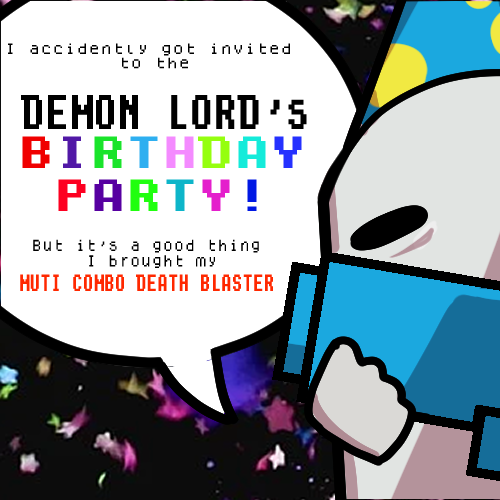 I accidently got invited
to the
DEMON LORD's
BIRTHDAY
PARTY!
But it's a good thing
I brought my
MUTI COMBO DEATH BLASTER